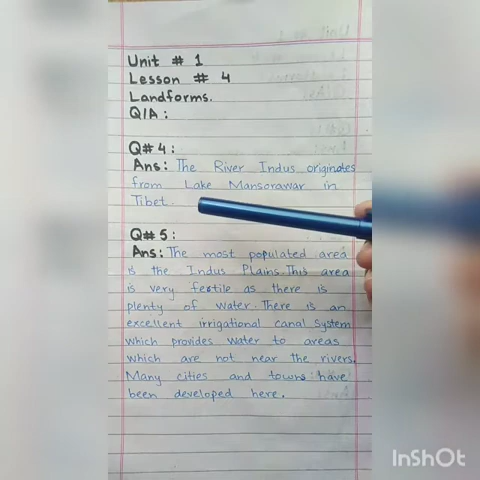 Unit # 1
Lesson # 4
Landforms.
Q/A:
Q# 4:
Ans: The River Indus originates
from Lake Mansorawar in
Tibet.
Q# 5:
Ans: The most populated area
is the Indus Plains. This area
is very fertile as there is
plenty of water. There is an
excellent irrigational canal system
which provides water to areas
which are not near the rivers.
Many cities and towns have
been developed here.
InShOt